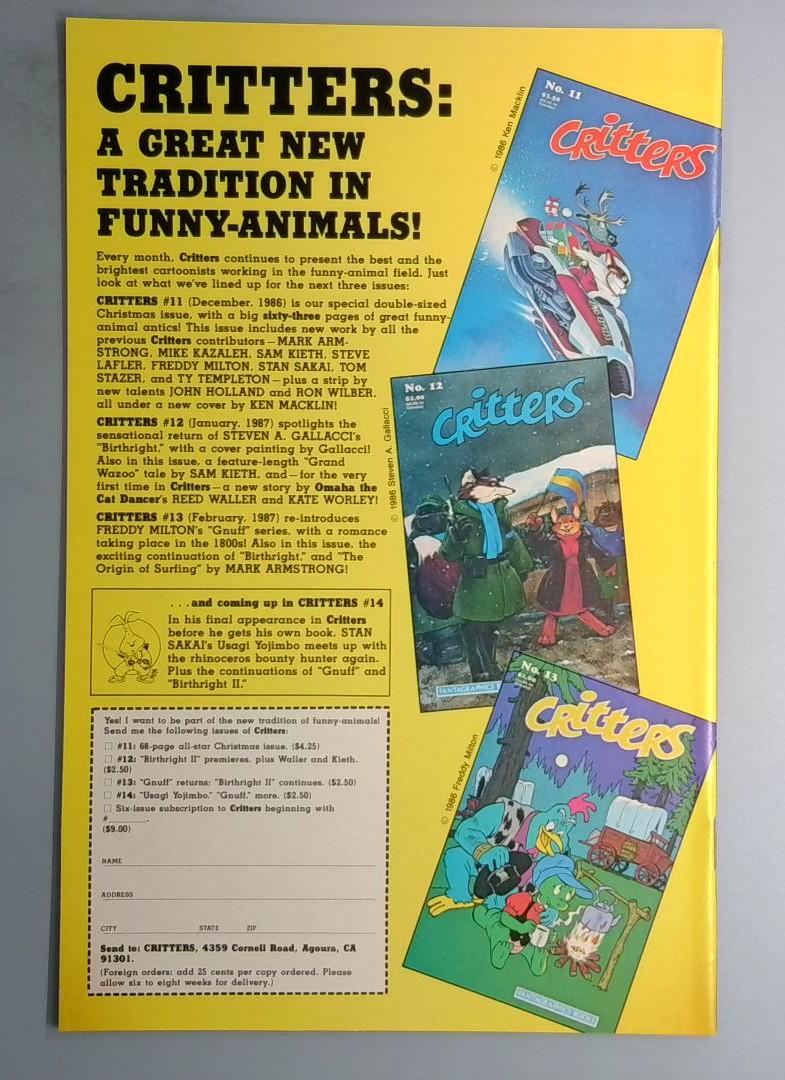 CRITTERS:
A GREAT NEW
TRADITION IN
FUNNY-ANIMALS!
Every month, Critters continues to present the best and the
brightest cartoonists working in the funny-animal field. Just
look at what we've lined up for the next three issues:
CRITTERS #11 (December, 1986) is our special double-sized
Christmas issue, with a big sixty-three pages of great funny-
animal antics! This issue includes new work by all the
previous Critters contributors—MARK ARM-
STRONG, MIKE KAZALEH, SAM KIETH, STEVE
LAFLER, FREDDY MILTON, STAN SAKAI, TOM
STAZER, and TY TEMPLETON—plus a strip by
new talents JOHN HOLLAND and RON WILBER,
all under a new cover by KEN MACKLIN!
CRITTERS #12 (January, 1987) spotlights the
sensational return of STEVEN A. GALLACCI's
"Birthright," with a cover painting by Gallacci!
Also in this issue, a feature-length "Grand
Wazoo" tale by SAM KIETH, and—for the very
first time in Critters—a new story by Omaha the
Cat Dancer's REED WALLER and KATE WORLEY!
CRITTERS #13 (February, 1987) re-introduces
FREDDY MILTON's "Gnuff" series, with a romance
taking place in the 1800s! Also in this issue, the
exciting continuation of "Birthright," and "The
Origin of Surfing" by MARK ARMSTRONG!
...and coming up in CRITTERS #14
In his final appearance in Critters
before he gets his own book, STAN
SAKAI's Usagi Yojimbo meets up with
the rhinoceros bounty hunter again.
Plus the continuations of "Gnuff" and
"Birthright II."
Yes! I want to be part of the new tradition of funny-animals!
Send me the following issues of Critters:
☐ #11: 68-page all-star Christmas issue. ($4.25)
☐ #12: "Birthright II" premieres, plus Waller and Kieth.
($2.50)
☐ #13: "Gnuff" returns; "Birthright II" continues. ($2.50)
☐ #14: "Usagi Yojimbo," "Gnuff," more. ($2.50)
☐ Six-issue subscription to Critters beginning with
#______.
($9.00)
NAME
ADDRESS
CITY STATE ZIP
Send to: CRITTERS, 4359 Cornell Road, Agoura, CA
91301.
(Foreign orders: add 25 cents per copy ordered. Please
allow six to eight weeks for delivery.)
© 1986 Ken Macklin
No. 11
Critters
© 1986 Steven A. Gallacci
No. 12
$2.00
Critters
FANTAGRAPHICS
© 1986 Freddy Milton
No. 13
Critters
FANTAGRAPHICS BOOKS